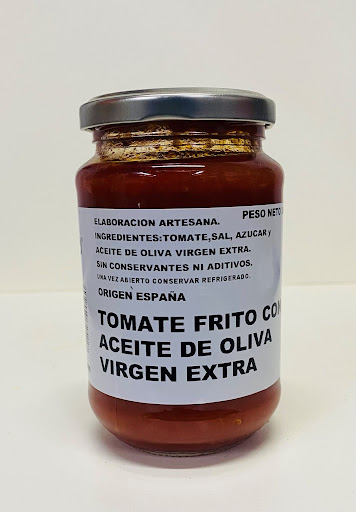 ELABORACION ARTESANA.
PESO NETO
INGREDIENTES:TOMATE,SAL, AZUCAR y
ACEITE DE OLIVA VIRGEN EXTRA.
SIN CONSERVANTES NI ADITIVOS.
UNA VEZ ABIERTO CONSERVAR REFRIGERADO.
ORIGEN ESPAÑA
TOMATE FRITO CON
ACEITE DE OLIVA
VIRGEN EXTRA